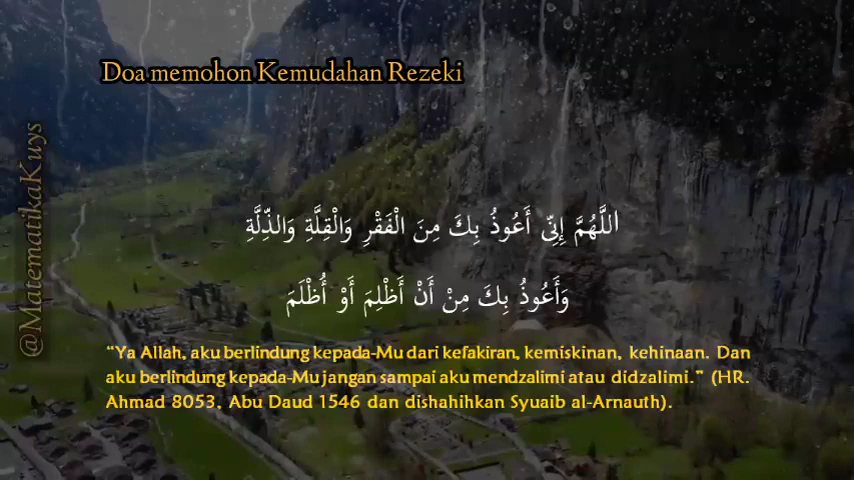 Doa memohon Kemudahan Rezeki
@MatematikaKuys
اللَّهُمَّ إِنِّى أَعُوذُ بِكَ مِنَ الْفَقْرِ وَالْقِلَّةِ وَالذِّلَّةِ
وَأَعُوذُ بِكَ مِنْ أَنْ أَظْلِمَ أَوْ أُظْلَمَ
“Ya Allah, aku berlindung kepada-Mu dari kefakiran, kemiskinan, kehinaan. Dan
aku berlindung kepada-Mu jangan sampai aku mendzalimi atau didzalimi.” (HR.
Ahmad 8053, Abu Daud 1546 dan dishahihkan Syuaib al-Arnauth).